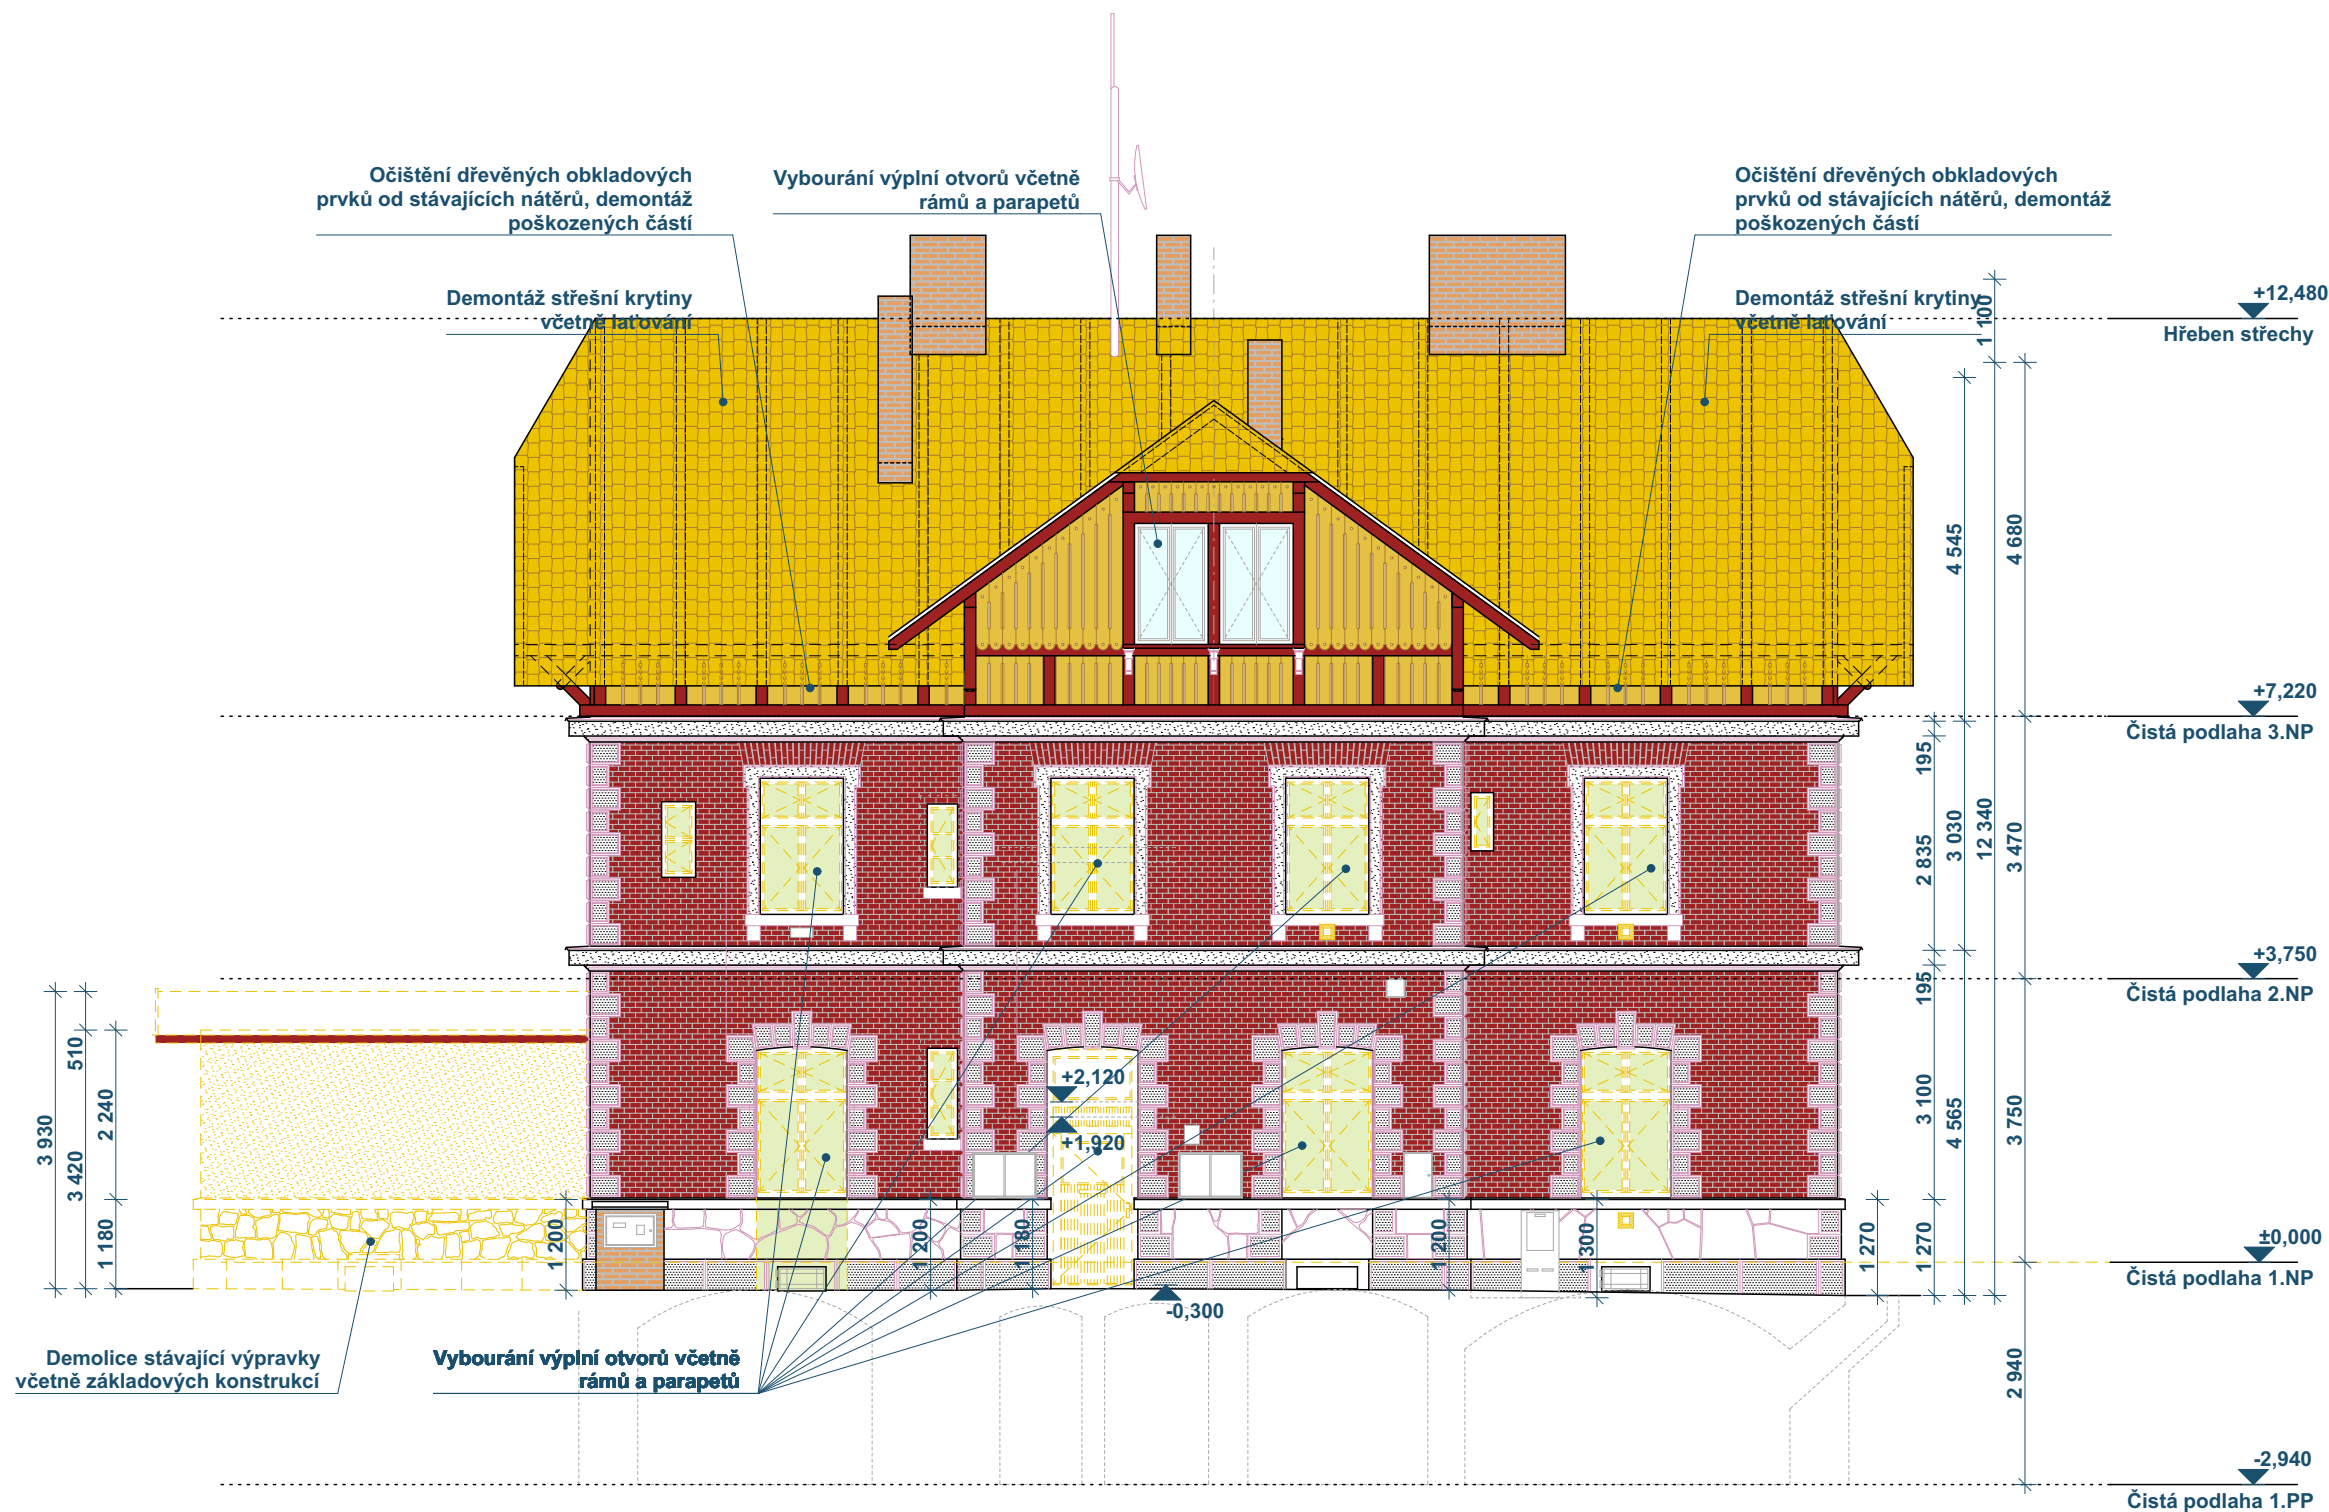 Očištění dřevěných obkladových
prvků od stávajících nátěrů, demontáž
poškozených částí
Vybourání výplní otvorů včetně
rámů a parapetů
Očištění dřevěných obkladových
prvků od stávajících nátěrů, demontáž
poškozených částí
Demontáž střešní krytiny
včetně laťování
Demontáž střešní krytiny
včetně laťování
1 100
+12,480
Hřeben střechy
4 545
4 680
+7,220
Čistá podlaha 3.NP
195
2 835
3 030
12 340
3 470
+3,750
Čistá podlaha 2.NP
195
3 100
4 565
3 750
3 930
510
3 420
2 240
1 180
+2,120
+1,920
1 200
1 200
1 180
1 200
1 300
1 270
1 270
±0,000
Čistá podlaha 1.NP
-0,300
Demolice stávající výpravky
včetně základových konstrukcí
Vybourání výplní otvorů včetně
rámů a parapetů
2 940
-2,940
Čistá podlaha 1.PP